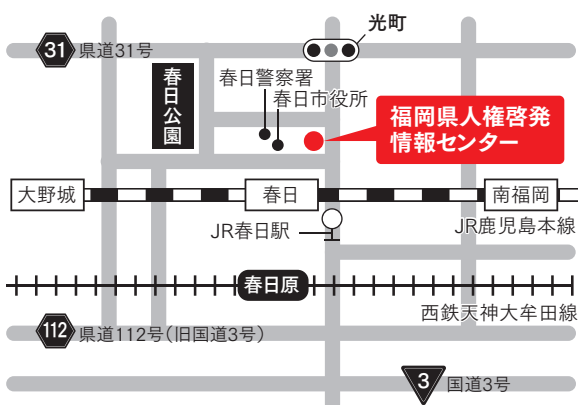 光町
31 県道31号
春日公園
春日警察署
春日市役所
福岡県人権啓発
情報センター
大野城
春日
南福岡
JR春日駅
JR鹿児島本線
春日原
西鉄天神大牟田線
112 県道112号(旧国道3号)
3 国道3号